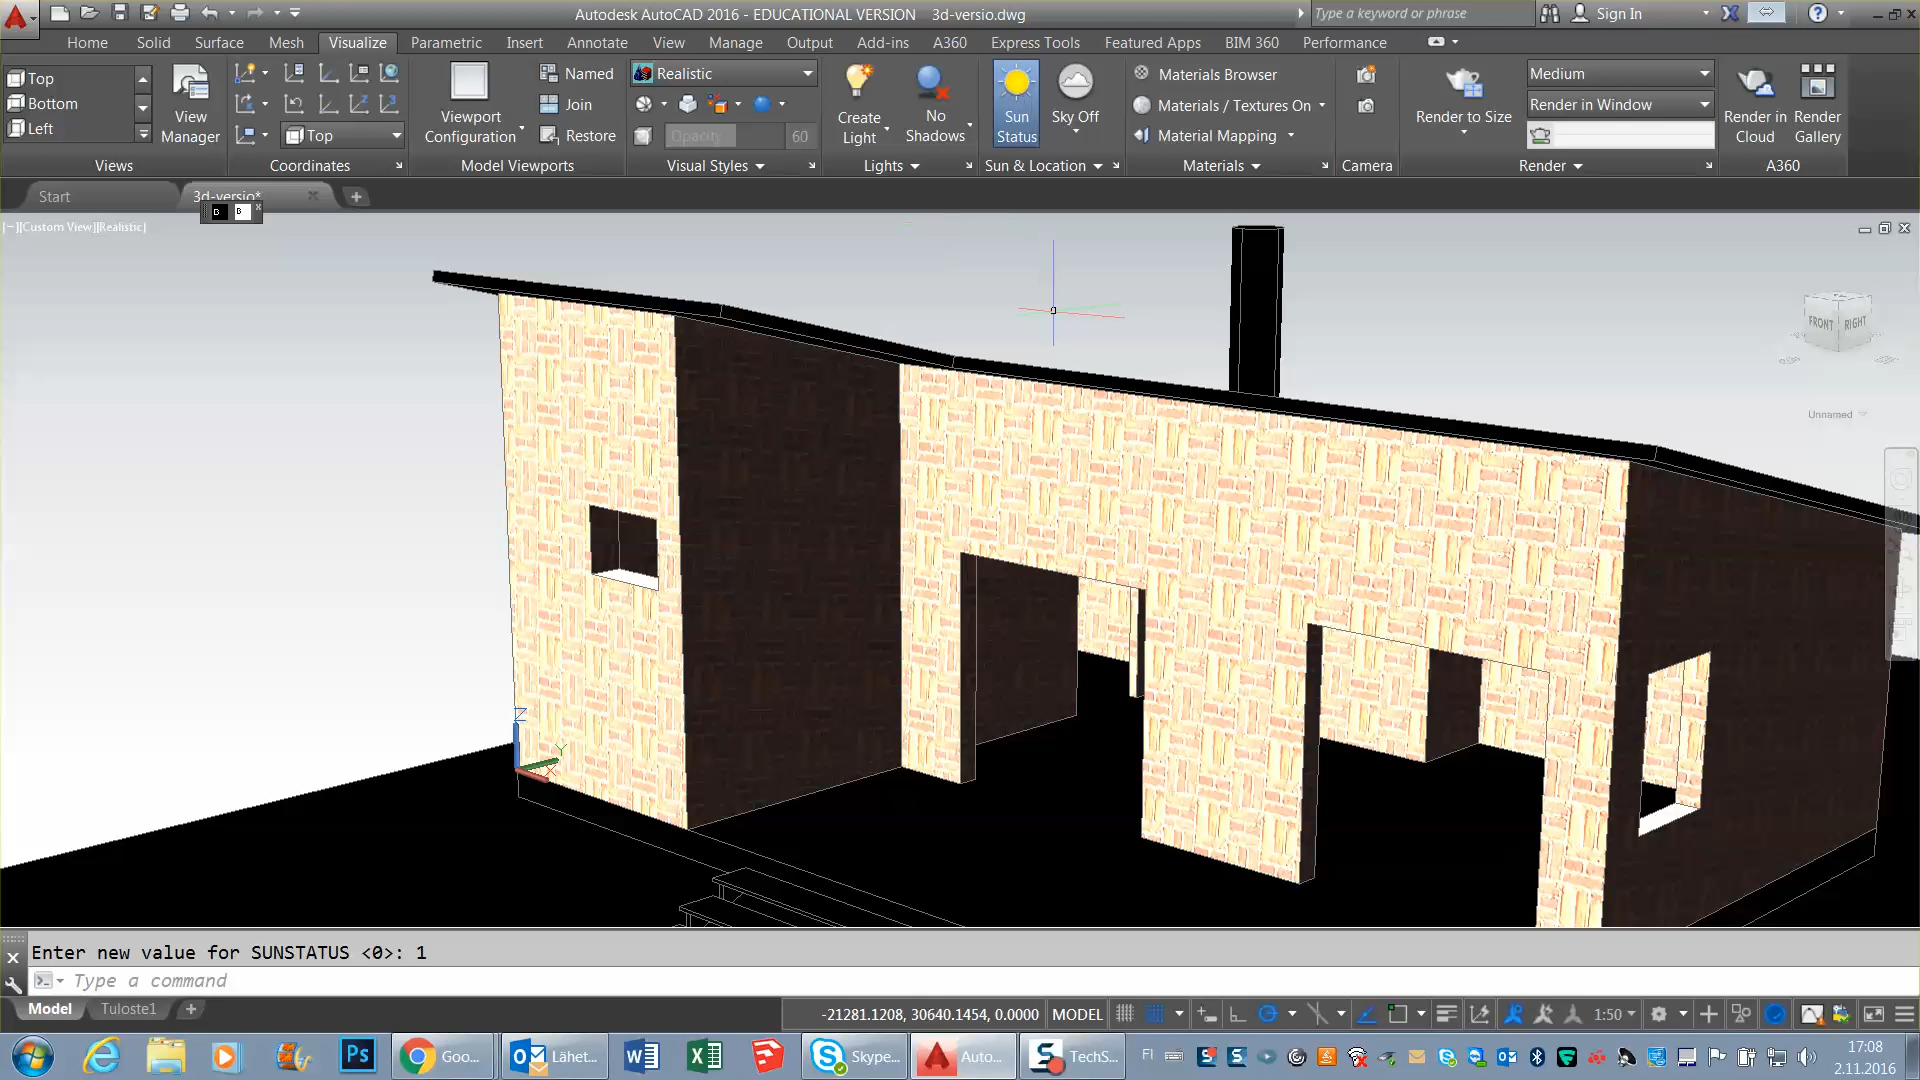 Autodesk AutoCAD 2016 - EDUCATIONAL VERSION 3d-versio.dwg
Type a keyword or phrase
Sign In
Home Solid Surface Mesh Visualize Parametric Insert Annotate View Manage Output Add-ins A360 Express Tools Featured Apps BIM 360 Performance
Top
Bottom
Left
View
Manager
Views
Top
Coordinates
Viewport
Configuration
Named
Join
Restore
Model Viewports
Realistic
Opacity 60
Visual Styles
Create
Light
No
Shadows
Lights
Sun
Status
Sky Off
Sun & Location
Materials Browser
Materials / Textures On
Material Mapping
Materials
Camera
Render to Size
Medium
Render in Window
Render
Render in
Cloud
Render
Gallery
A360
Start
3d-versio*
B B
[−][Custom View][Realistic]
FRONT RIGHT
Unnamed
Z
Y
X
Enter new value for SUNSTATUS <0>: 1
Type a command
Model Tuloste1
-21281.1208, 30640.1454, 0.0000 MODEL 1:50
Ps Goo... Lähet... Skype... Auto... TechS... FI
17:08
2.11.2016